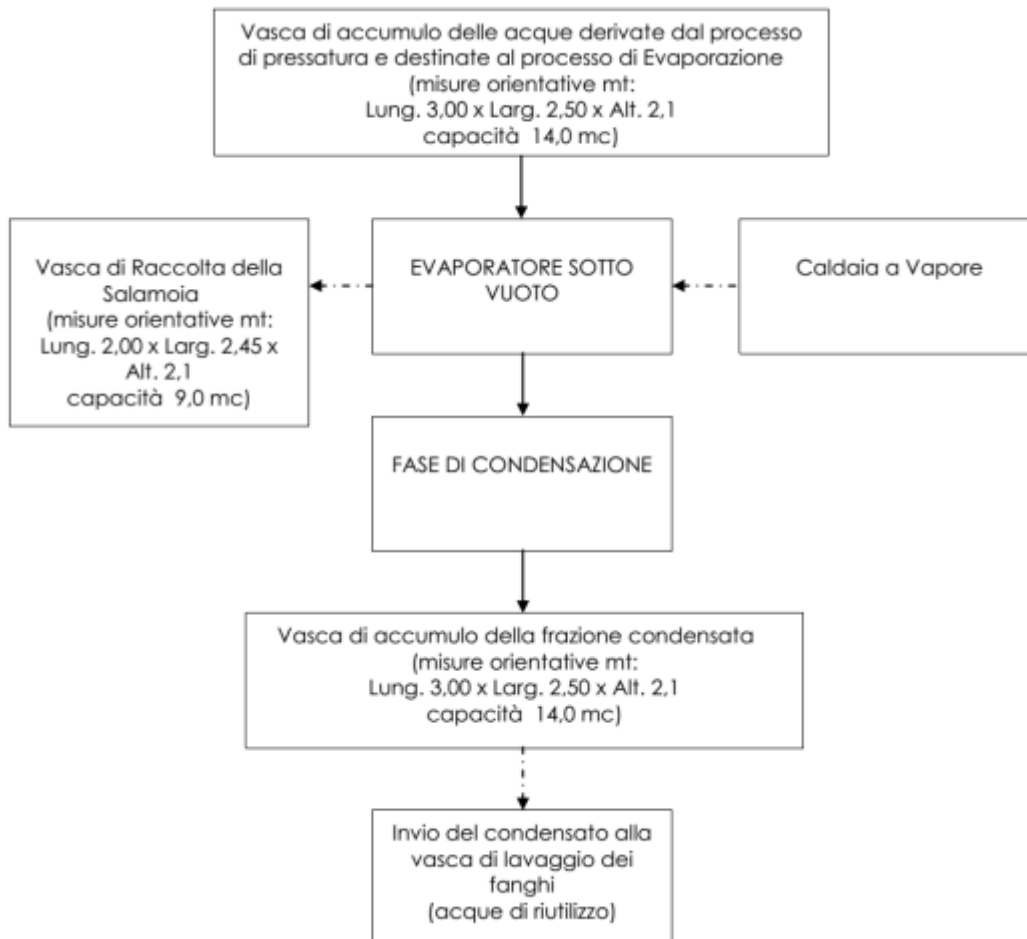 Vasca di accumulo delle acque derivate dal processo
di pressatura e destinate al processo di Evaporazione
(misure orientative mt:
Lung. 3,00 x Larg. 2,50 x Alt. 2,1
capacità 14,0 mc)
Vasca di Raccolta della
Salamoia
(misure orientative mt:
Lung. 2,00 x Larg. 2,45 x
Alt. 2,1
capacità 9,0 mc)
EVAPORATORE SOTTO
VUOTO
Caldaia a Vapore
FASE DI CONDENSAZIONE
Vasca di accumulo della frazione condensata
(misure orientative mt:
Lung. 3,00 x Larg. 2,50 x Alt. 2,1
capacità 14,0 mc)
Invio del condensato alla
vasca di lavaggio dei
fanghi
(acque di riutilizzo)